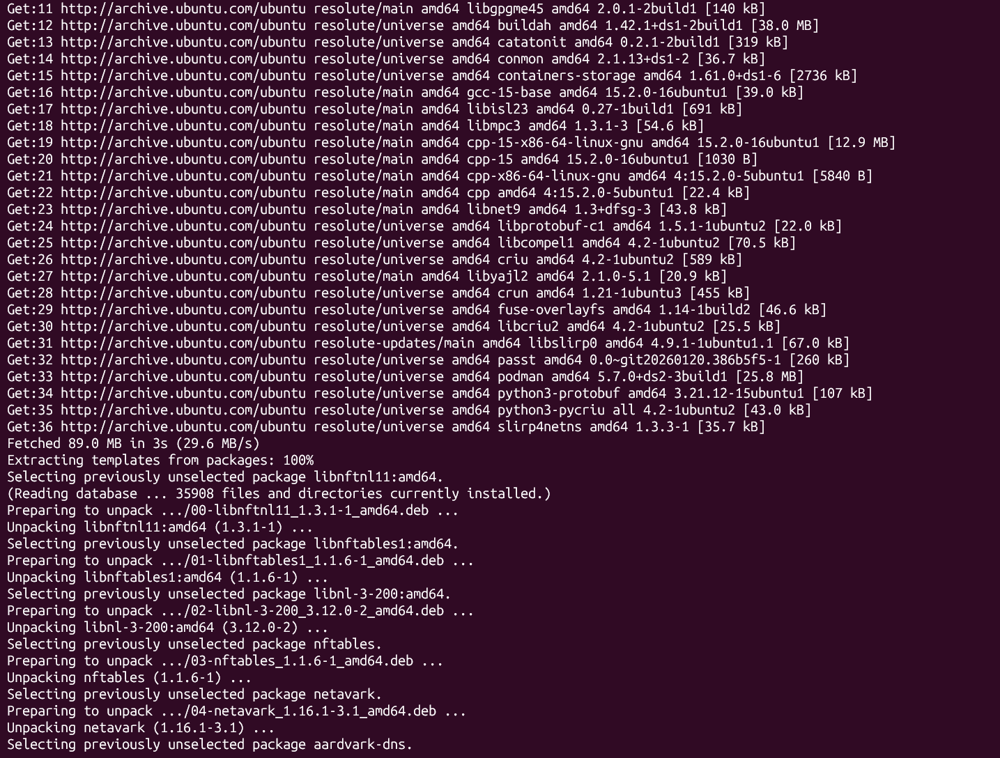 Get:11 http://archive.ubuntu.com/ubuntu resolute/main amd64 libgpgme45 amd64 2.0.1-2build1 [140 kB]
Get:12 http://archive.ubuntu.com/ubuntu resolute/universe amd64 buildah amd64 1.42.1+ds1-2build1 [38.0 MB]
Get:13 http://archive.ubuntu.com/ubuntu resolute/universe amd64 catatonit amd64 0.2.1-2build1 [319 kB]
Get:14 http://archive.ubuntu.com/ubuntu resolute/universe amd64 conmon amd64 2.1.13+ds1-2 [36.7 kB]
Get:15 http://archive.ubuntu.com/ubuntu resolute/universe amd64 containers-storage amd64 1.61.0+ds1-6 [2736 kB]
Get:16 http://archive.ubuntu.com/ubuntu resolute/main amd64 gcc-15-base amd64 15.2.0-16ubuntu1 [39.0 kB]
Get:17 http://archive.ubuntu.com/ubuntu resolute/main amd64 libisl23 amd64 0.27-1build1 [691 kB]
Get:18 http://archive.ubuntu.com/ubuntu resolute/main amd64 libmpc3 amd64 1.3.1-3 [54.6 kB]
Get:19 http://archive.ubuntu.com/ubuntu resolute/main amd64 cpp-15-x86-64-linux-gnu amd64 15.2.0-16ubuntu1 [12.9 MB]
Get:20 http://archive.ubuntu.com/ubuntu resolute/main amd64 cpp-15 amd64 15.2.0-16ubuntu1 [1030 B]
Get:21 http://archive.ubuntu.com/ubuntu resolute/main amd64 cpp-x86-64-linux-gnu amd64 4:15.2.0-5ubuntu1 [5840 B]
Get:22 http://archive.ubuntu.com/ubuntu resolute/main amd64 cpp amd64 4:15.2.0-5ubuntu1 [22.4 kB]
Get:23 http://archive.ubuntu.com/ubuntu resolute/main amd64 libnet9 amd64 1.3+dfsg-3 [43.8 kB]
Get:24 http://archive.ubuntu.com/ubuntu resolute/universe amd64 libprotobuf-c1 amd64 1.5.1-1ubuntu2 [22.0 kB]
Get:25 http://archive.ubuntu.com/ubuntu resolute/universe amd64 libcompel1 amd64 4.2-1ubuntu2 [70.5 kB]
Get:26 http://archive.ubuntu.com/ubuntu resolute/universe amd64 criu amd64 4.2-1ubuntu2 [589 kB]
Get:27 http://archive.ubuntu.com/ubuntu resolute/main amd64 libyajl2 amd64 2.1.0-5.1 [20.9 kB]
Get:28 http://archive.ubuntu.com/ubuntu resolute/universe amd64 crun amd64 1.21-1ubuntu3 [455 kB]
Get:29 http://archive.ubuntu.com/ubuntu resolute/universe amd64 fuse-overlayfs amd64 1.14-1build2 [46.6 kB]
Get:30 http://archive.ubuntu.com/ubuntu resolute/universe amd64 libcriu2 amd64 4.2-1ubuntu2 [25.5 kB]
Get:31 http://archive.ubuntu.com/ubuntu resolute-updates/main amd64 libslirp0 amd64 4.9.1-1ubuntu1.1 [67.0 kB]
Get:32 http://archive.ubuntu.com/ubuntu resolute/universe amd64 passt amd64 0.0~git20260120.386b5f5-1 [260 kB]
Get:33 http://archive.ubuntu.com/ubuntu resolute/universe amd64 podman amd64 5.7.0+ds2-3build1 [25.8 MB]
Get:34 http://archive.ubuntu.com/ubuntu resolute/universe amd64 python3-protobuf amd64 3.21.12-15ubuntu1 [107 kB]
Get:35 http://archive.ubuntu.com/ubuntu resolute/universe amd64 python3-pycriu all 4.2-1ubuntu2 [43.0 kB]
Get:36 http://archive.ubuntu.com/ubuntu resolute/universe amd64 slirp4netns amd64 1.3.3-1 [35.7 kB]
Fetched 89.0 MB in 3s (29.6 MB/s)
Extracting templates from packages: 100%
Selecting previously unselected package libnftnl11:amd64.
(Reading database ... 35908 files and directories currently installed.)
Preparing to unpack .../00-libnftnl11_1.3.1-1_amd64.deb ...
Unpacking libnftnl11:amd64 (1.3.1-1) ...
Selecting previously unselected package libnftables1:amd64.
Preparing to unpack .../01-libnftables1_1.1.6-1_amd64.deb ...
Unpacking libnftables1:amd64 (1.1.6-1) ...
Selecting previously unselected package libnl-3-200:amd64.
Preparing to unpack .../02-libnl-3-200_3.12.0-2_amd64.deb ...
Unpacking libnl-3-200:amd64 (3.12.0-2) ...
Selecting previously unselected package nftables.
Preparing to unpack .../03-nftables_1.1.6-1_amd64.deb ...
Unpacking nftables (1.1.6-1) ...
Selecting previously unselected package netavark.
Preparing to unpack .../04-netavark_1.16.1-3.1_amd64.deb ...
Unpacking netavark (1.16.1-3.1) ...
Selecting previously unselected package aardvark-dns.